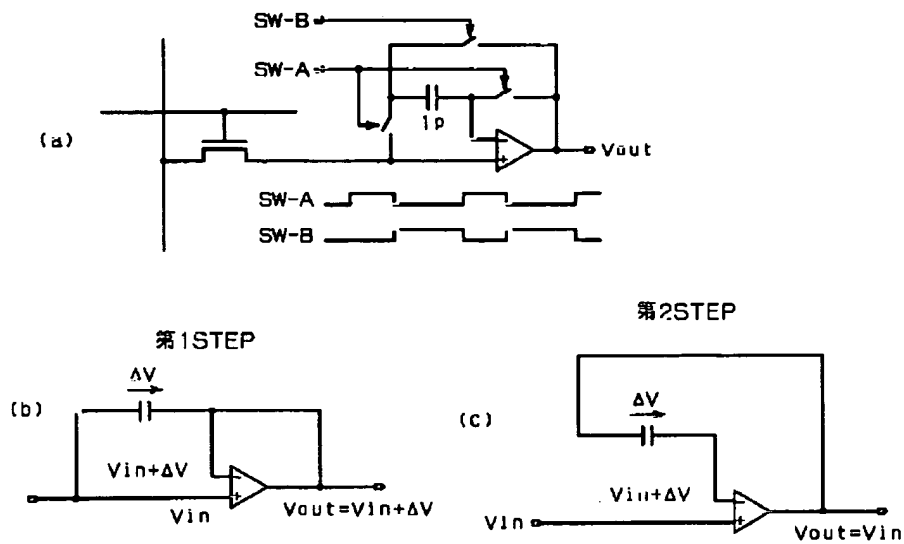 SW-B
SW-A
(a)
1p
Vout
SW-A
SW-B
第1STEP
第2STEP
(b)
ΔV
Vin+ΔV
Vin
Vout=Vin+ΔV
(c)
ΔV
Vin+ΔV
Vin
Vout=Vin